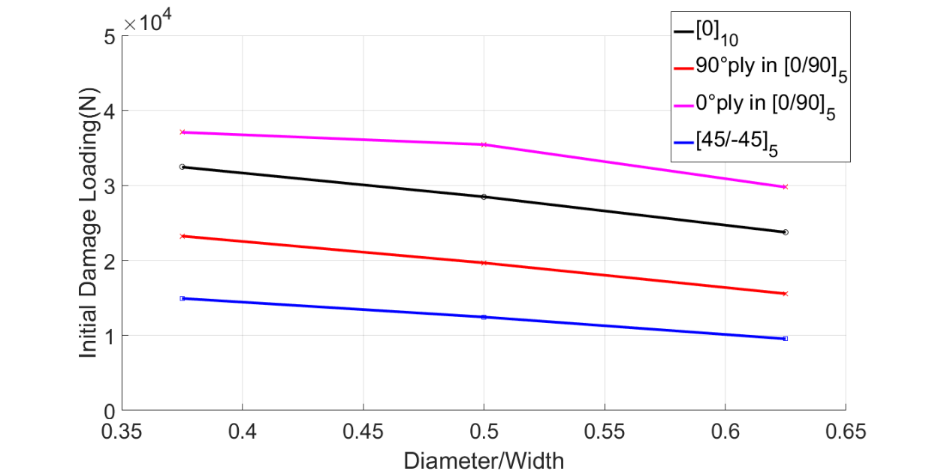 ×10⁴
5
4
3
2
1
0
0.35 0.4 0.45 0.5 0.55 0.6 0.65
Initial Damage Loading(N)
Diameter/Width
[0]₁₀
90°ply in [0/90]₅
0°ply in [0/90]₅
[45/-45]₅